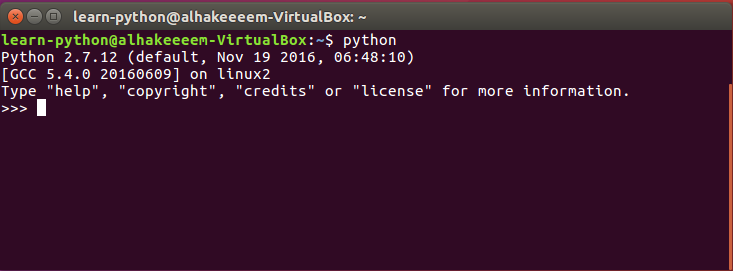 learn-python@alhakeeeem-VirtualBox: ~
learn-python@alhakeeeem-VirtualBox:~$ python
Python 2.7.12 (default, Nov 19 2016, 06:48:10)
[GCC 5.4.0 20160609] on linux2
Type "help", "copyright", "credits" or "license" for more information.
>>>